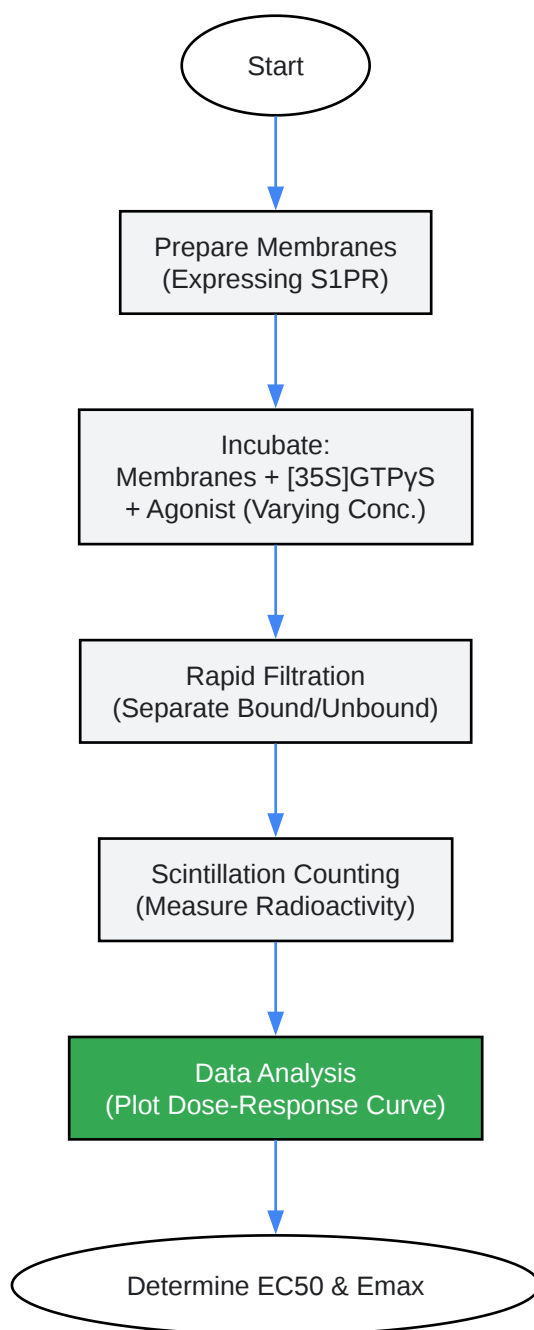 Start
Prepare Membranes
(Expressing S1PR)
Incubate:
Membranes + [35S]GTPγS
+ Agonist (Varying Conc.)
Rapid Filtration
(Separate Bound/Unbound)
Scintillation Counting
(Measure Radioactivity)
Data Analysis
(Plot Dose-Response Curve)
Determine EC50 & Emax